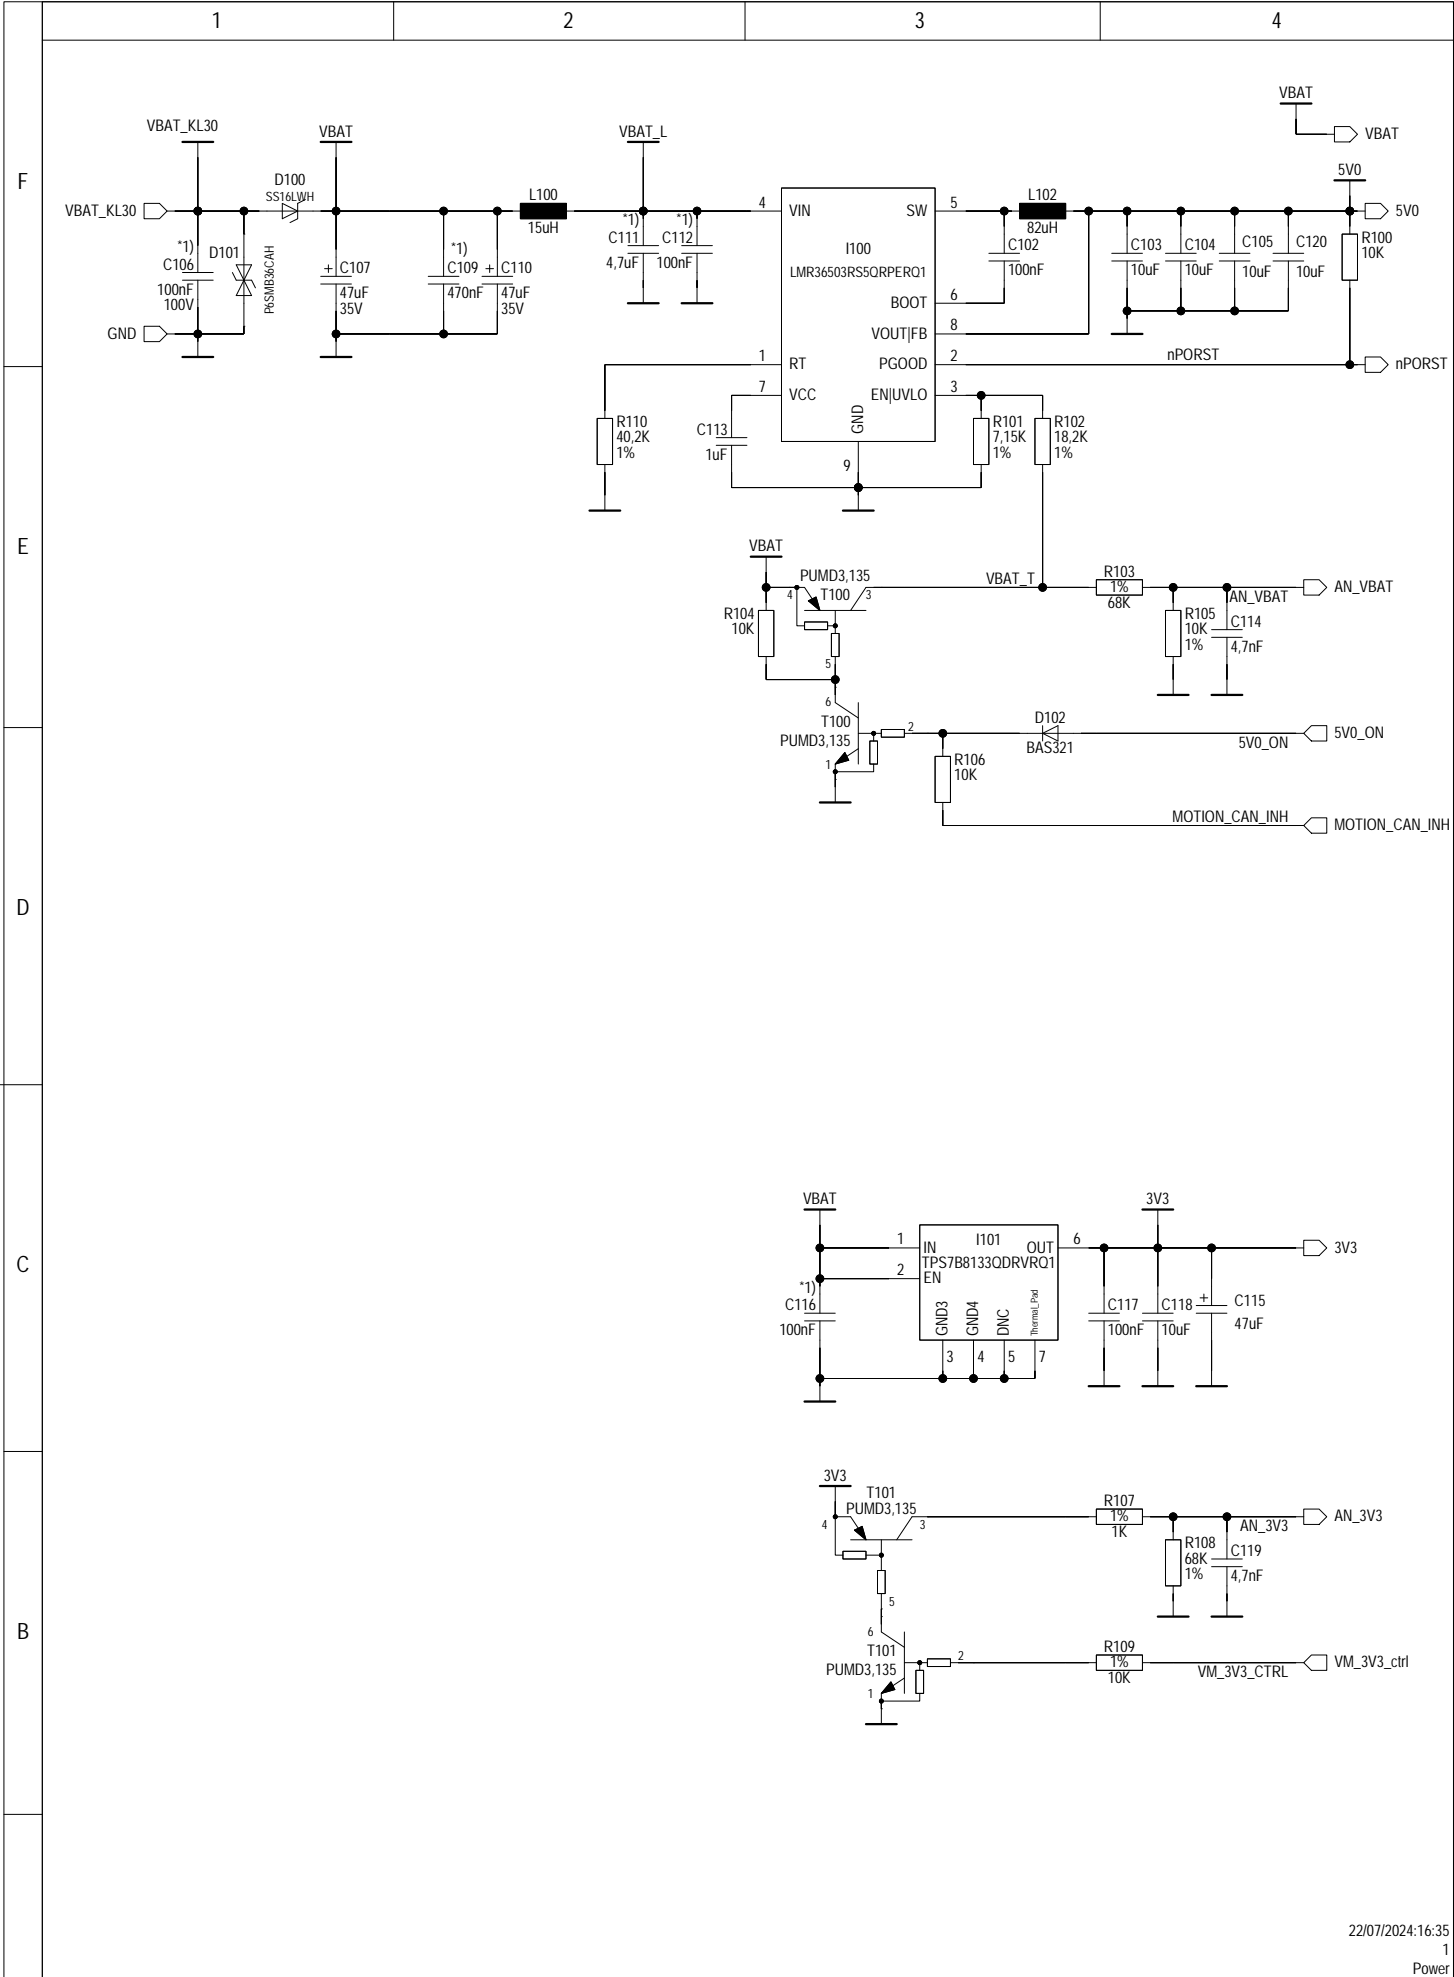 1 2 3 4
VBAT
VBAT
VBAT_KL30
VBAT
VBAT_L
5V0
F
D100
SS16LWH
VBAT_KL30
L100
15uH
4 VIN
SW 5
L102
82uH
5V0
*1)
C106
100nF
100V
D101
P6SMB36CAH
+ C107
47uF
35V
*1)
C109
470nF
+ C110
47uF
35V
*1)
C111
4,7uF
*1)
C112
100nF
I100
LMR36503RS5QRPERQ1
C102
100nF
C103
10uF
C104
10uF
C105
10uF
C120
10uF
R100
10K
BOOT 6
GND
VOUT|FB 8
1 RT
PGOOD 2
nPORST
nPORST
7 VCC
EN|UVLO 3
GND
9
R110
40,2K
1%
C113
1uF
R101
7,15K
1%
R102
18,2K
1%
E
VBAT
PUMD3,135
T100
4
3
VBAT_T
R103
1%
68K
AN_VBAT
AN_VBAT
R104
10K
5
R105
10K
1%
C114
4,7nF
6
T100
PUMD3,135
1
2
D102
BAS321
5V0_ON
5V0_ON
R106
10K
MOTION_CAN_INH
MOTION_CAN_INH
D
VBAT
3V3
C
1 IN
I101
TPS7B8133QDRVRQ1
OUT 6
3V3
2 EN
*1)
C116
100nF
GND3
GND4
DNC
Thermal_Pad
3 4 5 7
C117
100nF
C118
10uF
+ C115
47uF
3V3
T101
PUMD3,135
4
3
R107
1%
1K
AN_3V3
AN_3V3
R108
68K
1%
C119
4,7nF
5
B
6
T101
PUMD3,135
1
2
R109
1%
10K
VM_3V3_CTRL
VM_3V3_ctrl
22/07/2024:16:35
1
Power